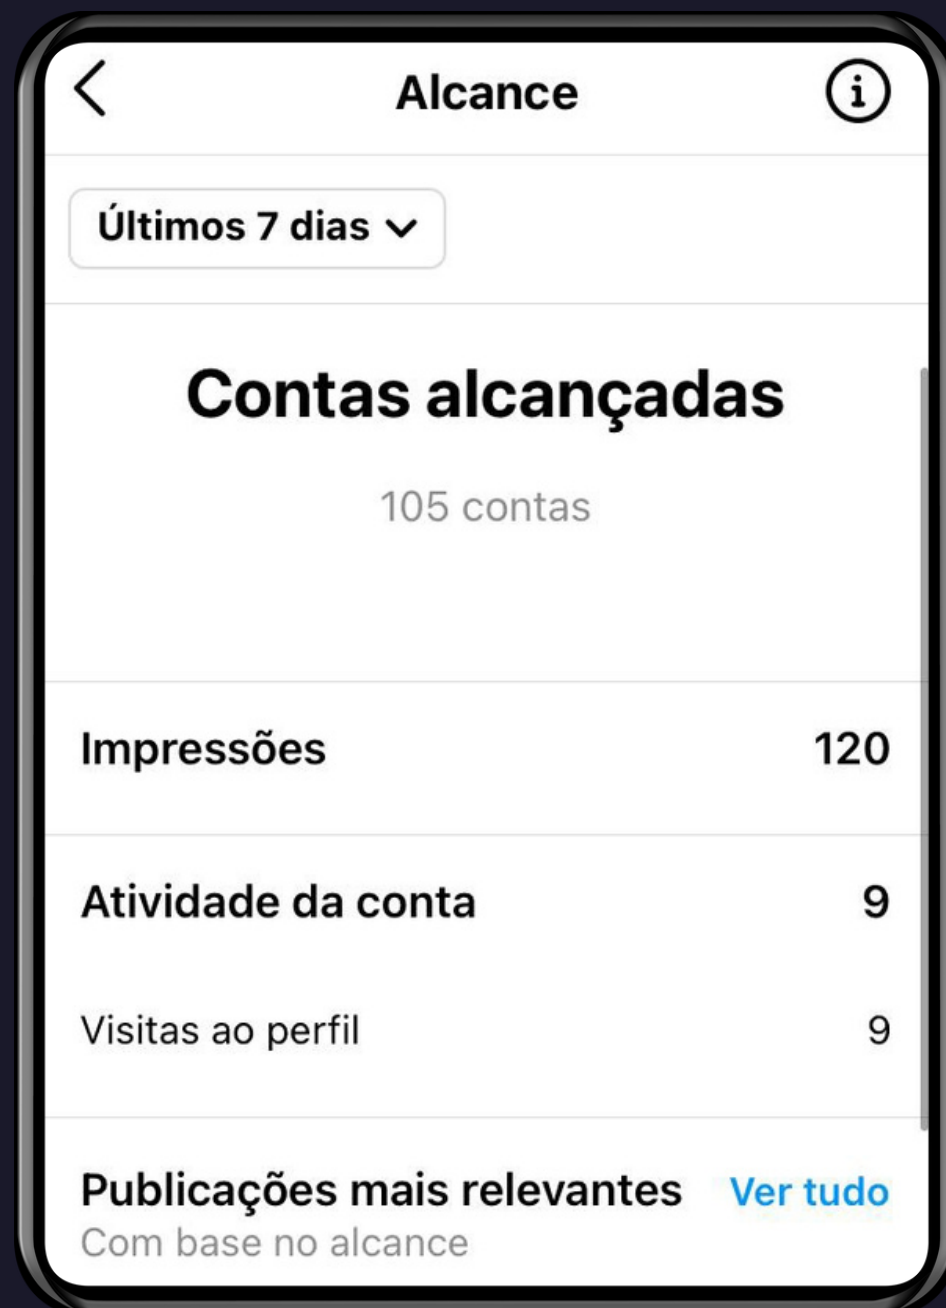 Alcance
Últimos 7 dias
Contas alcançadas
105 contas
Impressões 120
Atividade da conta 9
Visitas ao perfil 9
Publicações mais relevantes Ver tudo
Com base no alcance